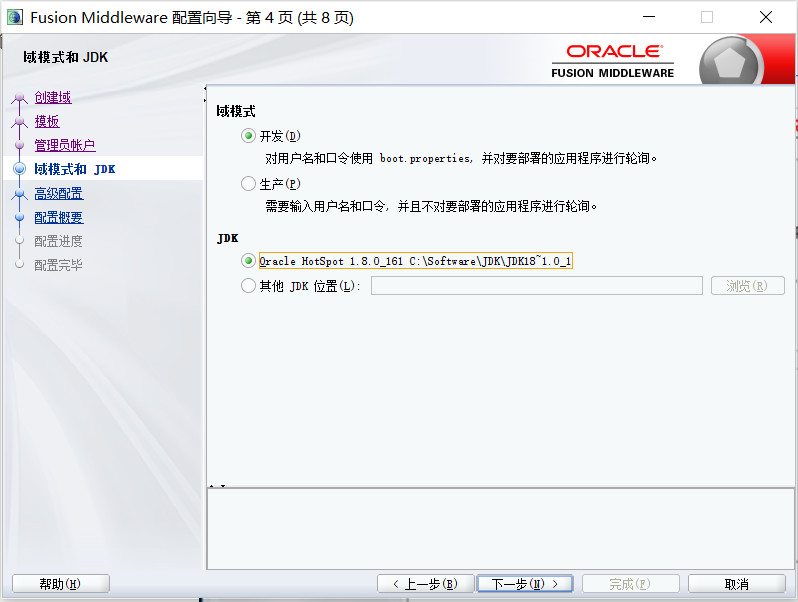 Fusion Middleware 配置向导 - 第 4 页 (共 8 页)
域模式和 JDK
ORACLE
FUSION MIDDLEWARE
创建域
模板
管理员帐户
域模式和 JDK
高级配置
配置概要
配置进度
配置完毕
域模式
开发(D)
对用户名和口令使用 boot.properties, 并对要部署的应用程序进行轮询。
生产(P)
需要输入用户名和口令, 并且不对要部署的应用程序进行轮询。
JDK
Oracle HotSpot 1.8.0_161 C:\Software\JDK\JDK18~1.0_1
其他 JDK 位置(L):
浏览(R)
帮助(H)
< 上一步(B)
下一步(N) >
完成(F)
取消